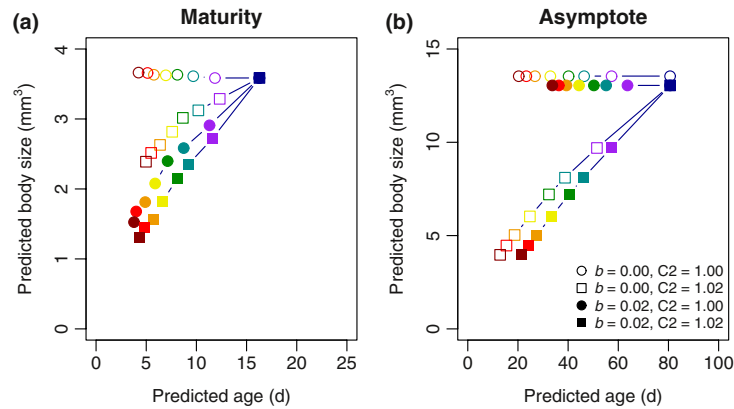 (a) Maturity
Predicted body size (mm³)
4
3
2
1
0
0 5 10 15 20 25
Predicted age (d)
(b) Asymptote
Predicted body size (mm³)
15
10
5
0
b = 0.00, C2 = 1.00
b = 0.00, C2 = 1.02
b = 0.02, C2 = 1.00
b = 0.02, C2 = 1.02
0 20 40 60 80 100
Predicted age (d)